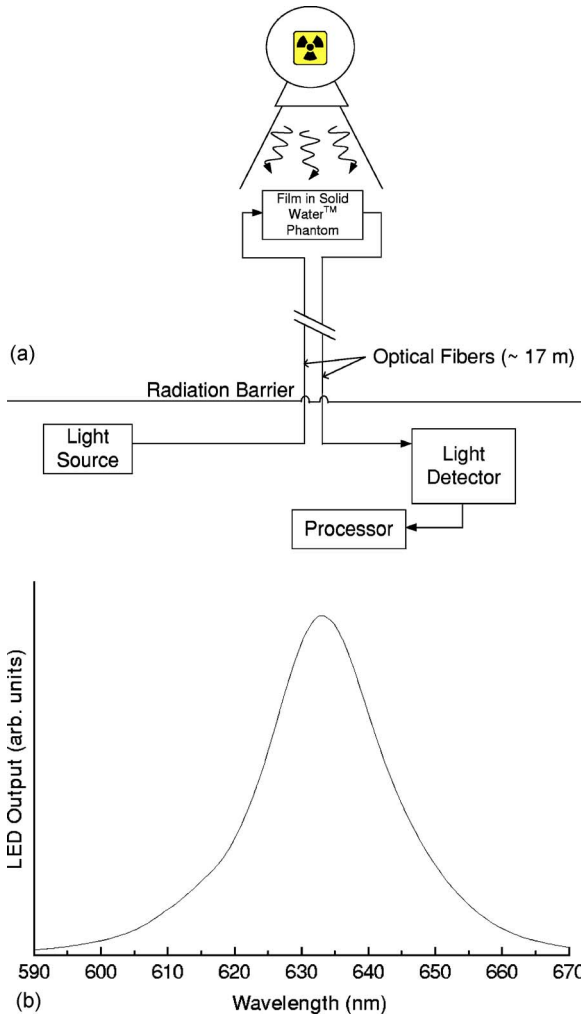 Film in Solid
Water™
Phantom
(a)
Optical Fibers (~ 17 m)
Radiation Barrier
Light
Source
Light
Detector
Processor
LED Output (arb. units)
590 600 610 620 630 640 650 660 670
(b)
Wavelength (nm)